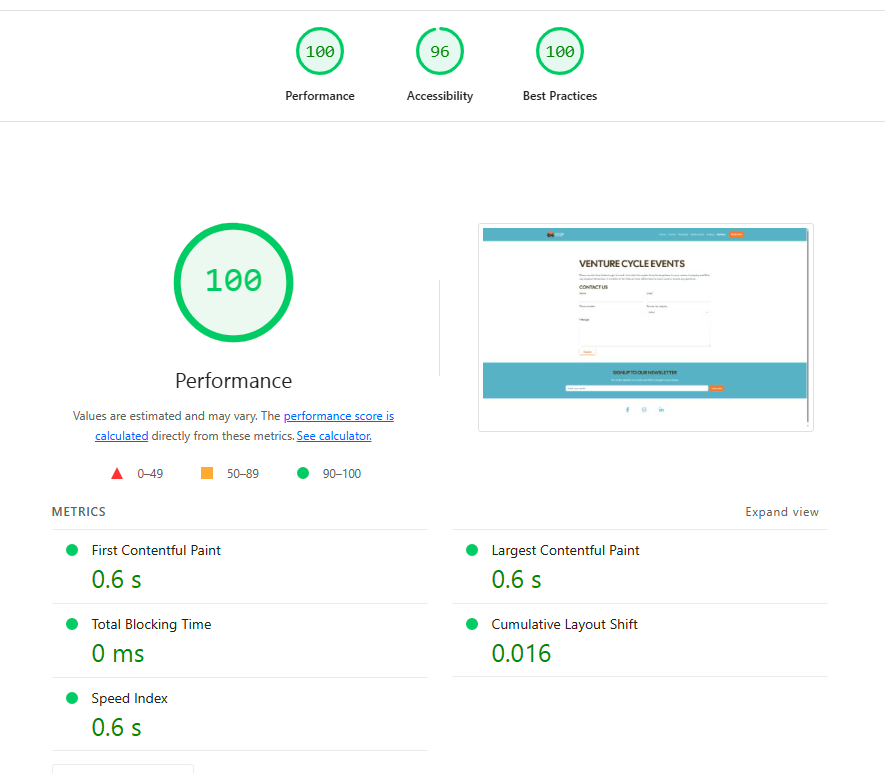 100
96
100
Performance
Accessibility
Best Practices
100
Performance
Values are estimated and may vary. The performance score is
calculated directly from these metrics. See calculator.
0–49
50–89
90–100
VENTURE CYCLE EVENTS
CONTACT US
SIGN UP TO OUR NEWSLETTER
METRICS
Expand view
First Contentful Paint
0.6 s
Largest Contentful Paint
0.6 s
Total Blocking Time
0 ms
Cumulative Layout Shift
0.016
Speed Index
0.6 s